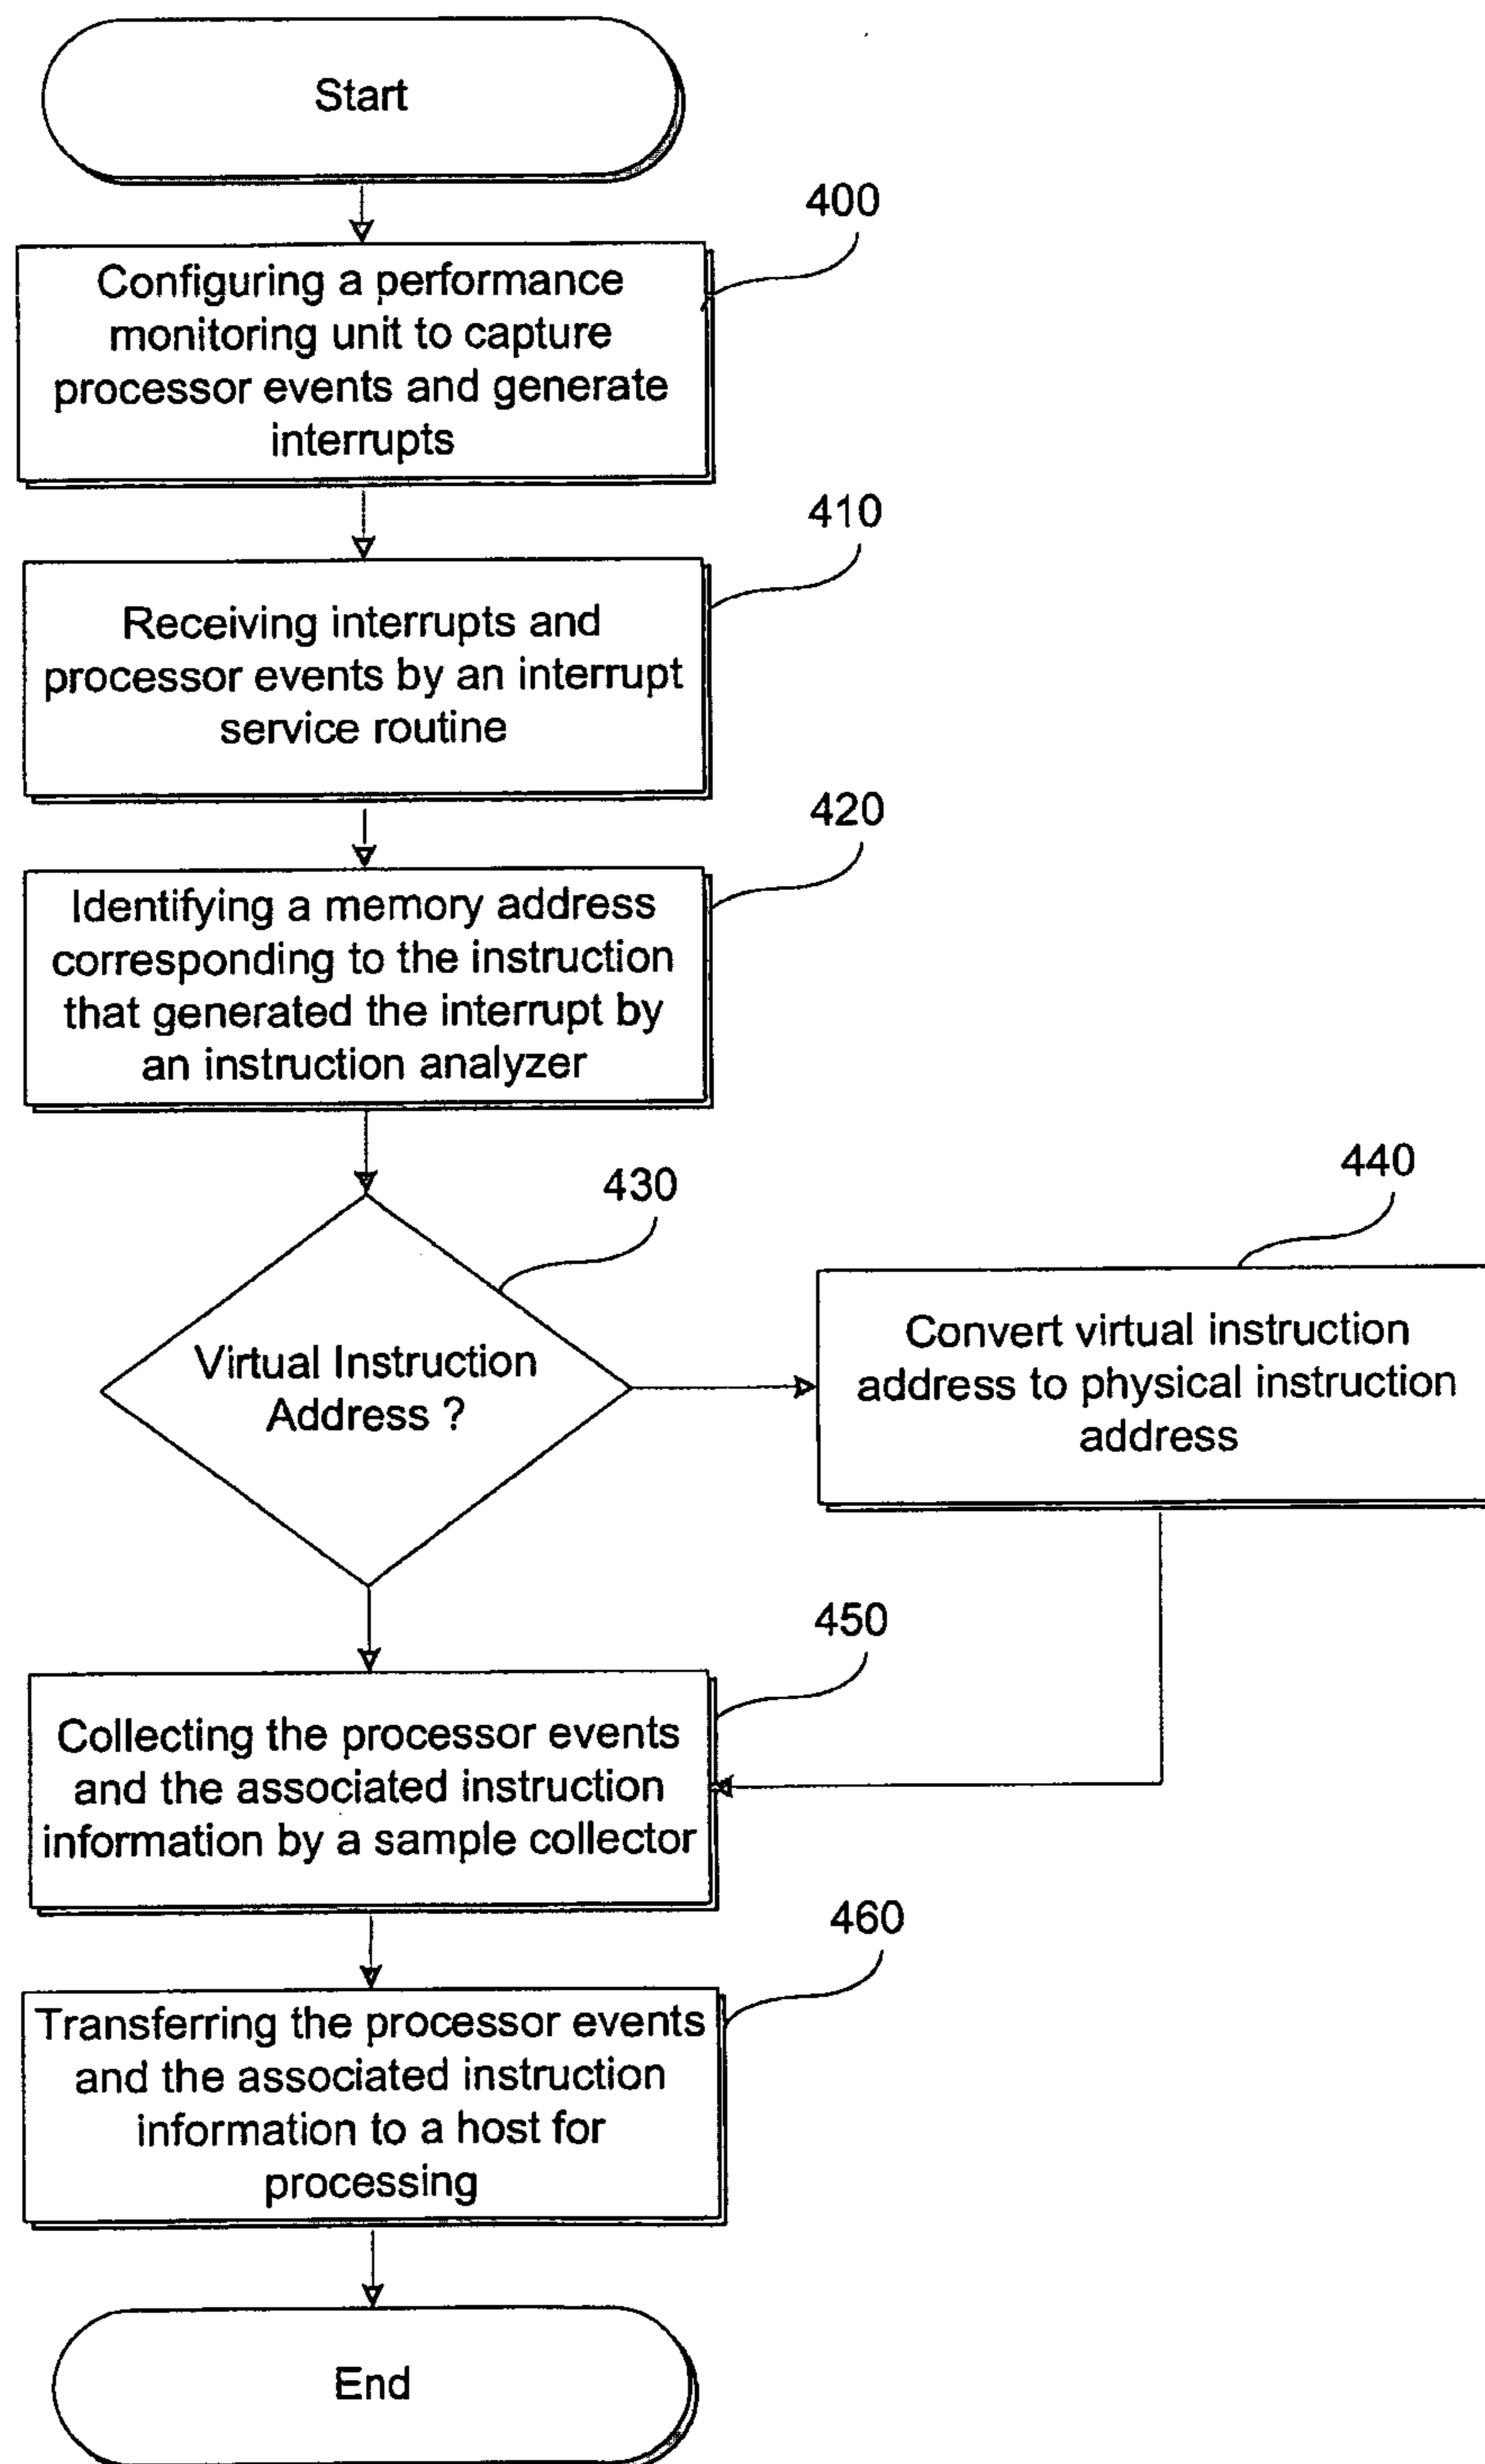 Start
400
Configuring a performance
monitoring unit to capture
processor events and generate
interrupts
410
Receiving interrupts and
processor events by an interrupt
service routine
420
Identifying a memory address
corresponding to the instruction
that generated the interrupt by
an instruction analyzer
430
Virtual Instruction
Address ?
440
Convert virtual instruction
address to physical instruction
address
450
Collecting the processor events
and the associated instruction
information by a sample collector
460
Transferring the processor events
and the associated instruction
information to a host for
processing
End